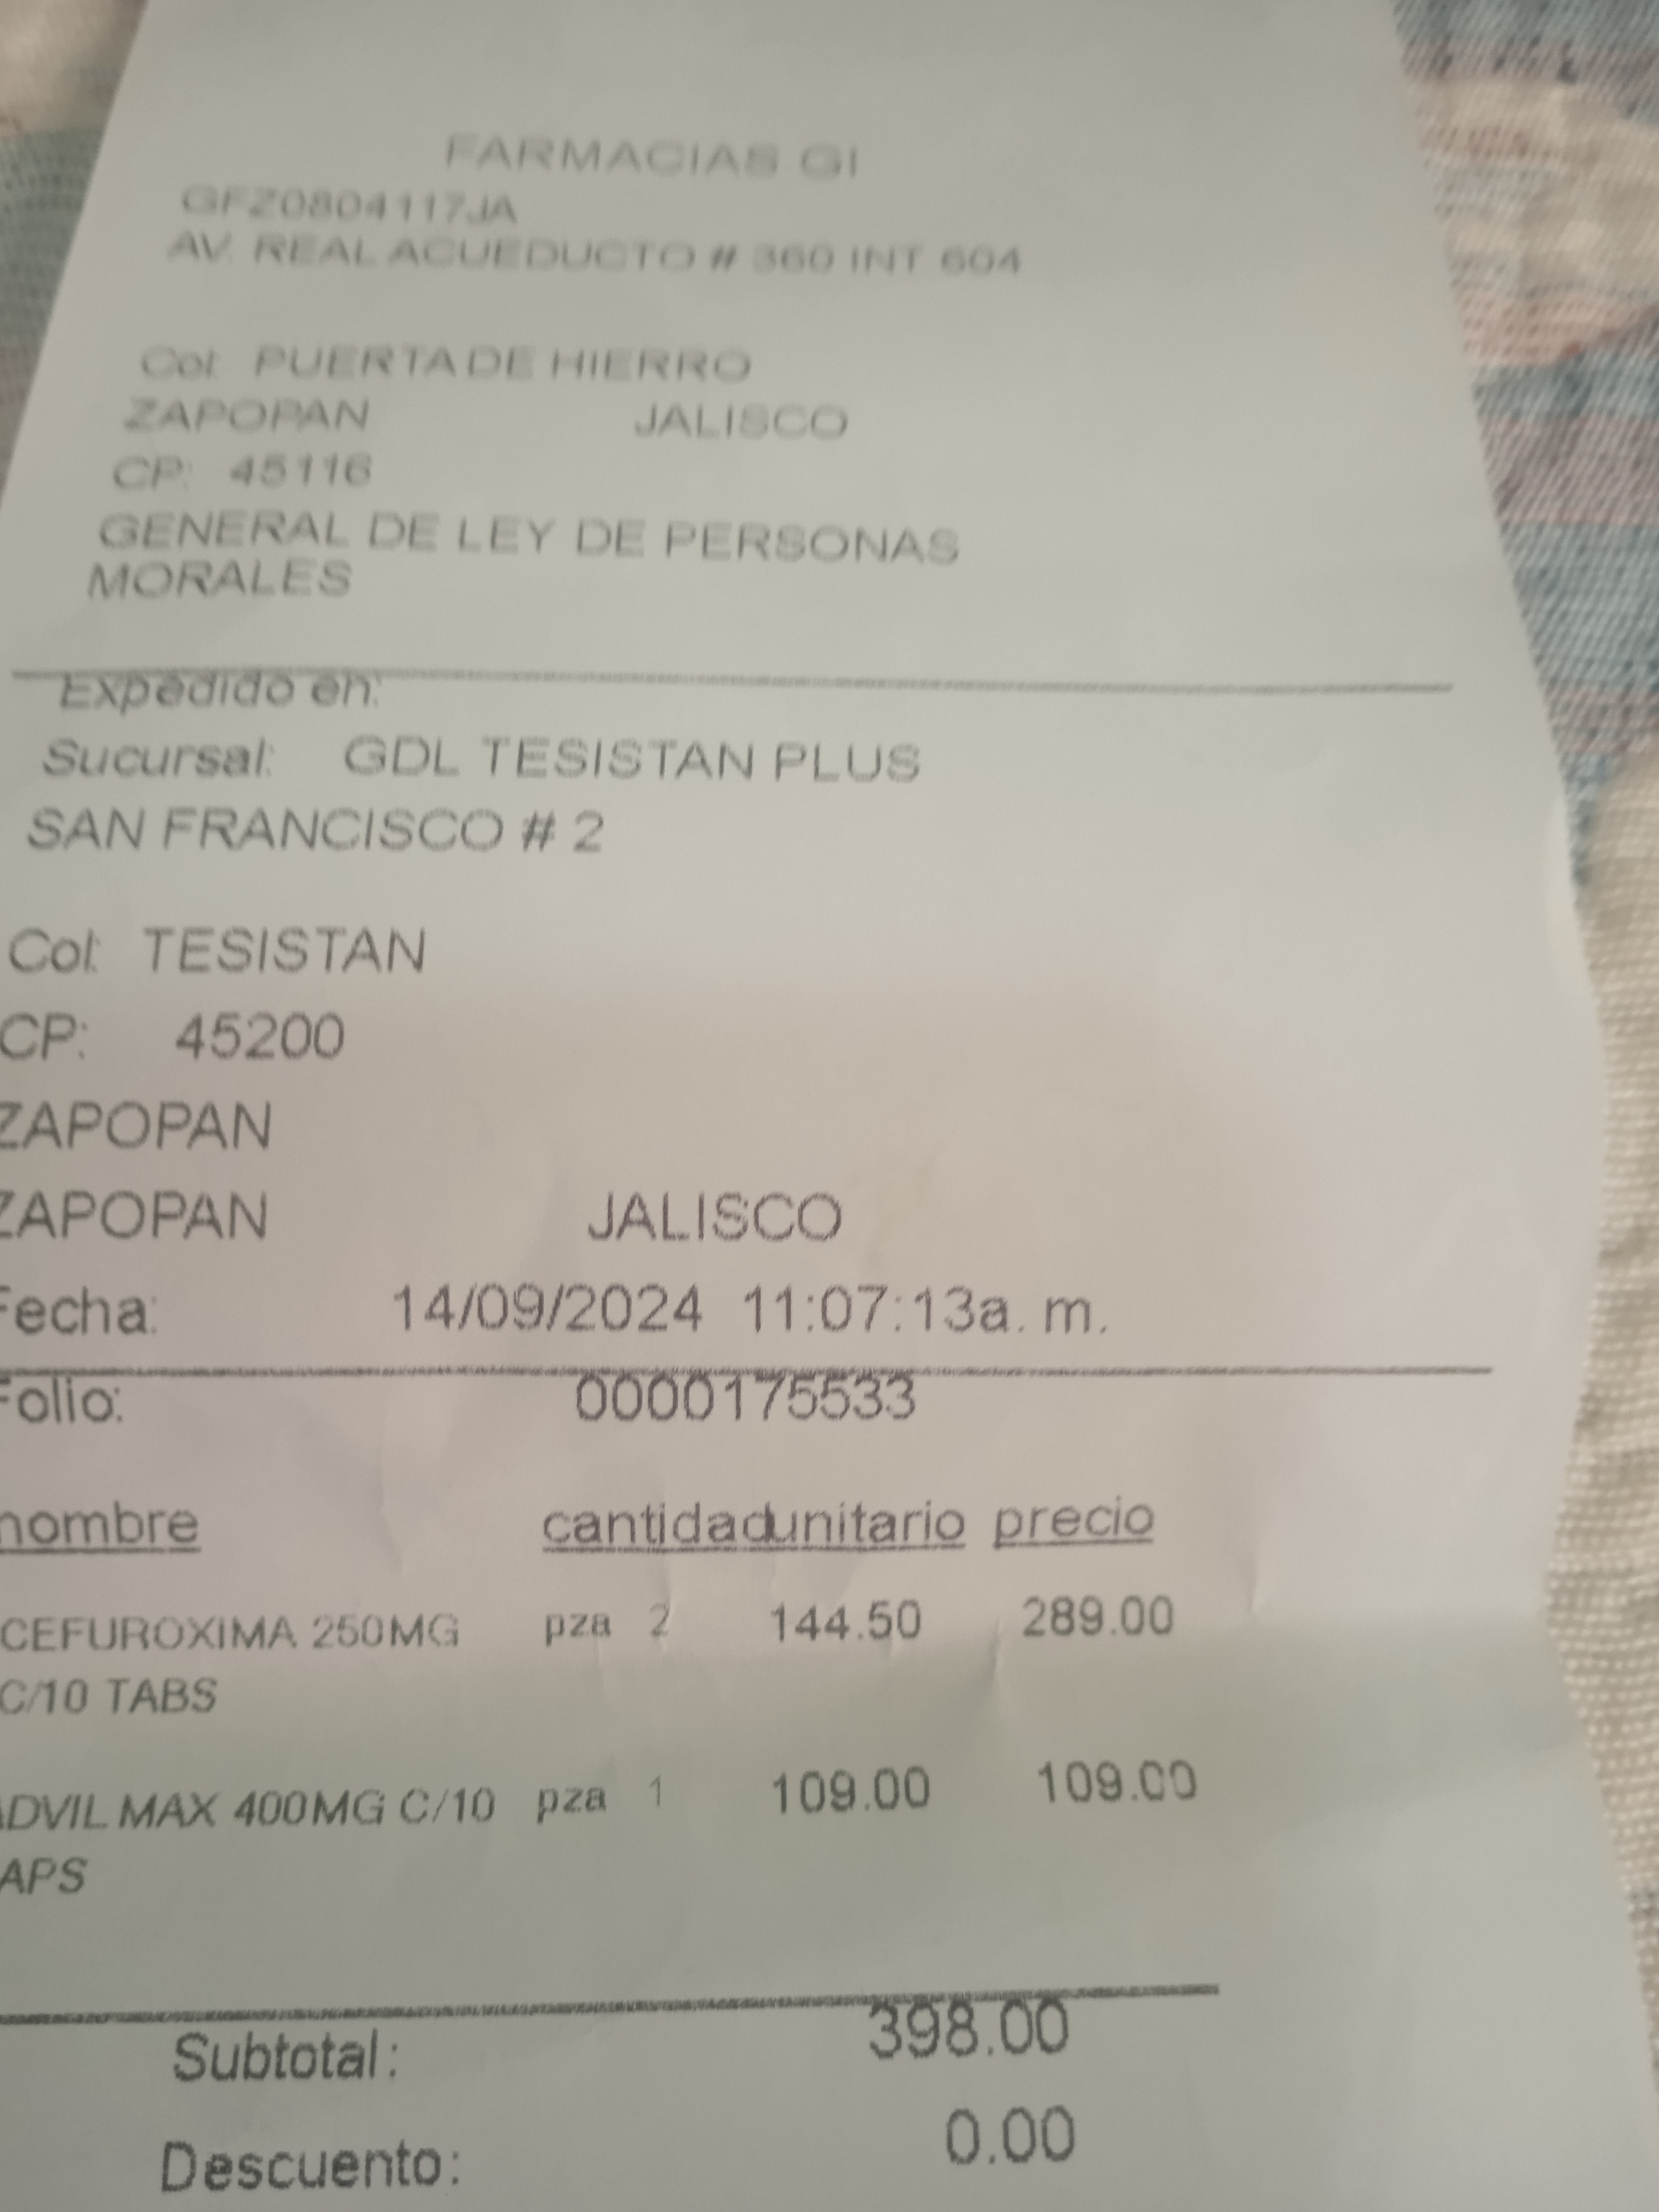 FARMACIAS GI
GFZ0804117JA
AV. REAL ACUEDUCTO # 360 INT 604
Col: PUERTA DE HIERRO
ZAPOPAN JALISCO
CP: 45116
GENERAL DE LEY DE PERSONAS
MORALES
Expedido en:
Sucursal: GDL TESISTAN PLUS
SAN FRANCISCO # 2
Col: TESISTAN
CP: 45200
ZAPOPAN
ZAPOPAN JALISCO
Fecha: 14/09/2024 11:07:13a. m.
Folio: 0000175533
nombre cantidad unitario precio
CEFUROXIMA 250MG pza 2 144.50 289.00
C/10 TABS
ADVIL MAX 400MG C/10 pza 1 109.00 109.00
APS
Subtotal: 398.00
Descuento: 0.00